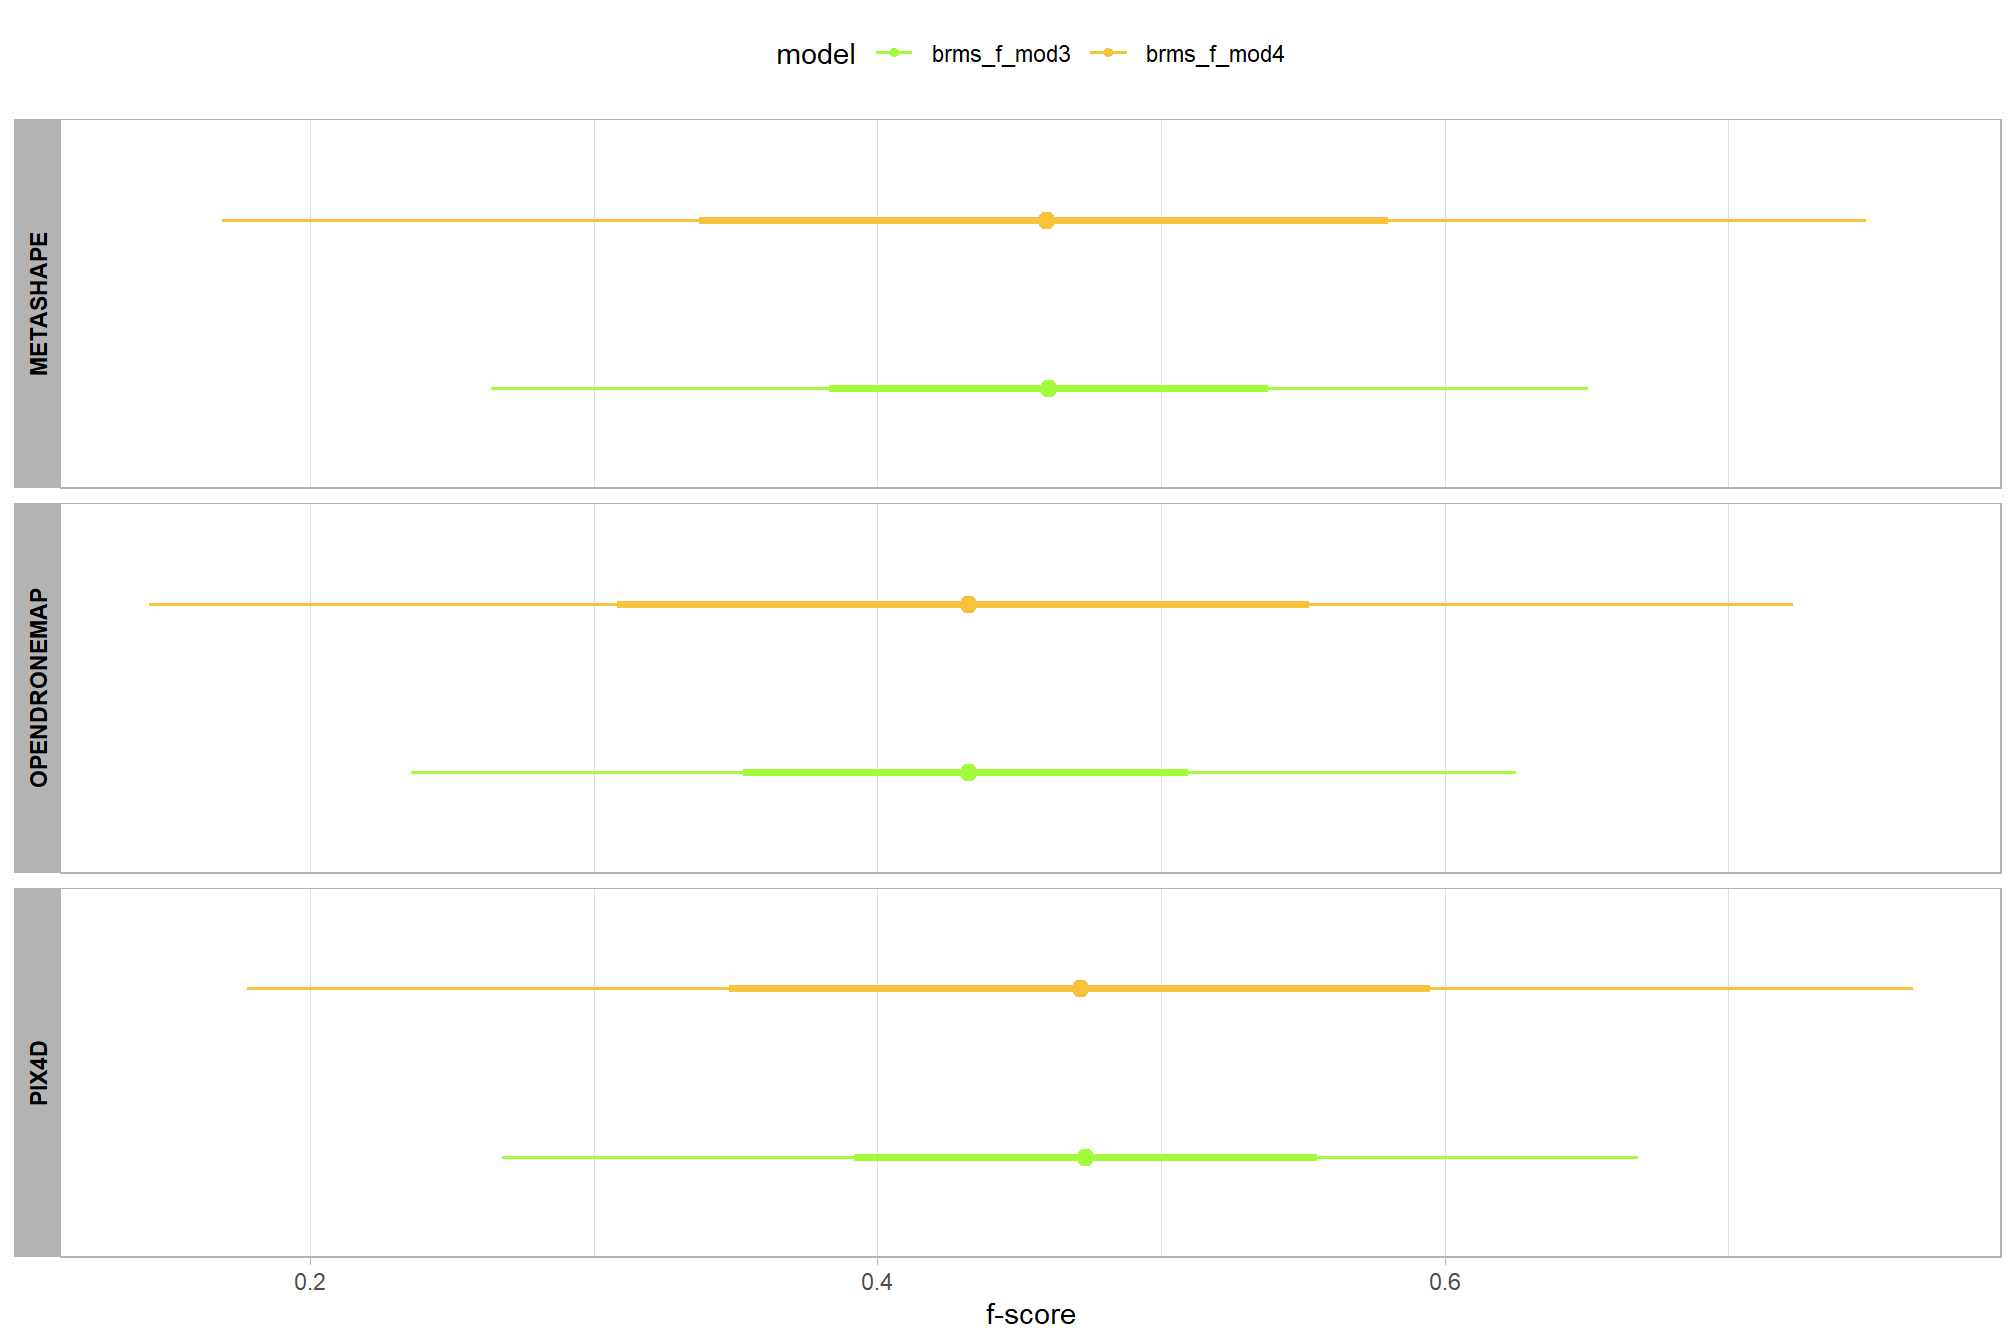 model brms_f_mod3 brms_f_mod4
METASHAPE
OPENDRONEMAP
PIX4D
0.2 0.4 0.6
f-score